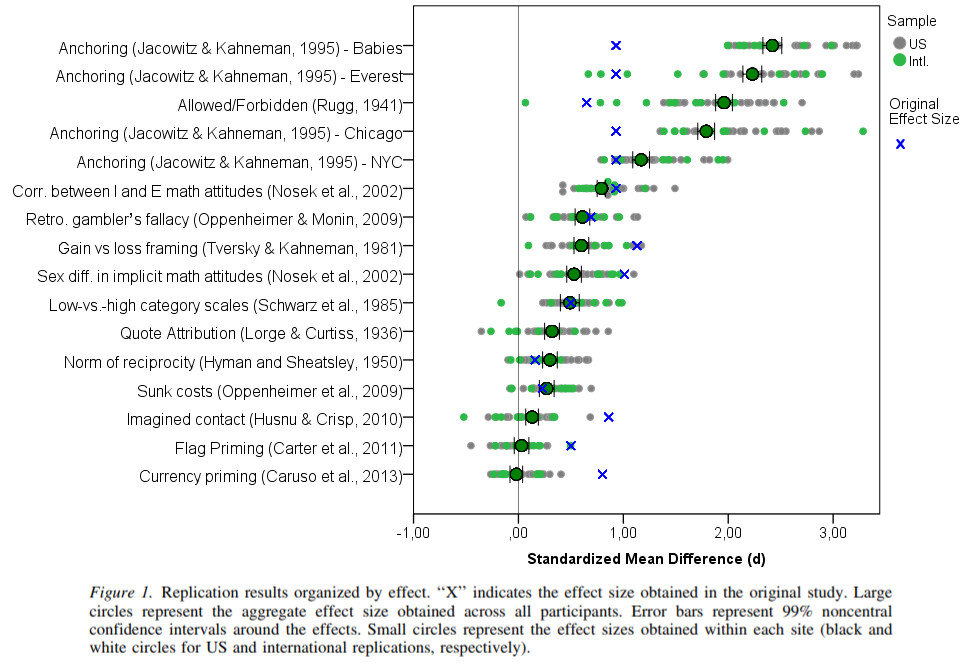 Sample
US
Intl.
Original
Effect Size
Anchoring (Jacowitz & Kahneman, 1995) - Babies
Anchoring (Jacowitz & Kahneman, 1995) - Everest
Allowed/Forbidden (Rugg, 1941)
Anchoring (Jacowitz & Kahneman, 1995) - Chicago
Anchoring (Jacowitz & Kahneman, 1995) - NYC
Corr. between I and E math attitudes (Nosek et al., 2002)
Retro. gambler's fallacy (Oppenheimer & Monin, 2009)
Gain vs loss framing (Tversky & Kahneman, 1981)
Sex diff. in implicit math attitudes (Nosek et al., 2002)
Low-vs.-high category scales (Schwarz et al., 1985)
Quote Attribution (Lorge & Curtiss, 1936)
Norm of reciprocity (Hyman and Sheatsley, 1950)
Sunk costs (Oppenheimer et al., 2009)
Imagined contact (Husnu & Crisp, 2010)
Flag Priming (Carter et al., 2011)
Currency priming (Caruso et al., 2013)
-1,00 ,00 1,00 2,00 3,00
Standardized Mean Difference (d)
Figure 1. Replication results organized by effect. “X” indicates the effect size obtained in the original study. Large
circles represent the aggregate effect size obtained across all participants. Error bars represent 99% noncentral
confidence intervals around the effects. Small circles represent the effect sizes obtained within each site (black and
white circles for US and international replications, respectively).